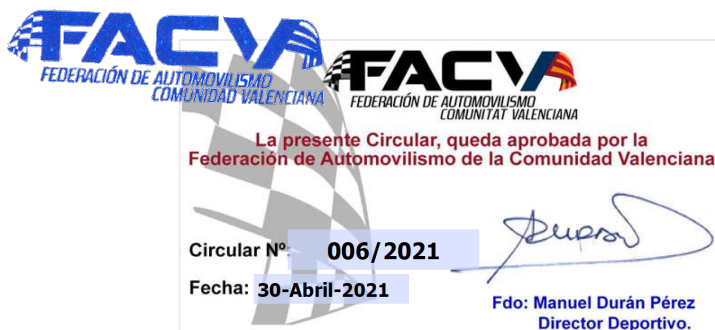 FACV
FEDERACIÓN DE AUTOMOVILISMO
COMUNIDAD VALENCIANA
FACV
FEDERACIÓN DE AUTOMOVILISMO
COMUNITAT VALENCIANA
La presente Circular, queda aprobada por la
Federación de Automovilismo de la Comunidad Valenciana
Circular Nº: 006/2021
Fecha: 30-Abril-2021
Fdo: Manuel Durán Pérez
Director Deportivo.